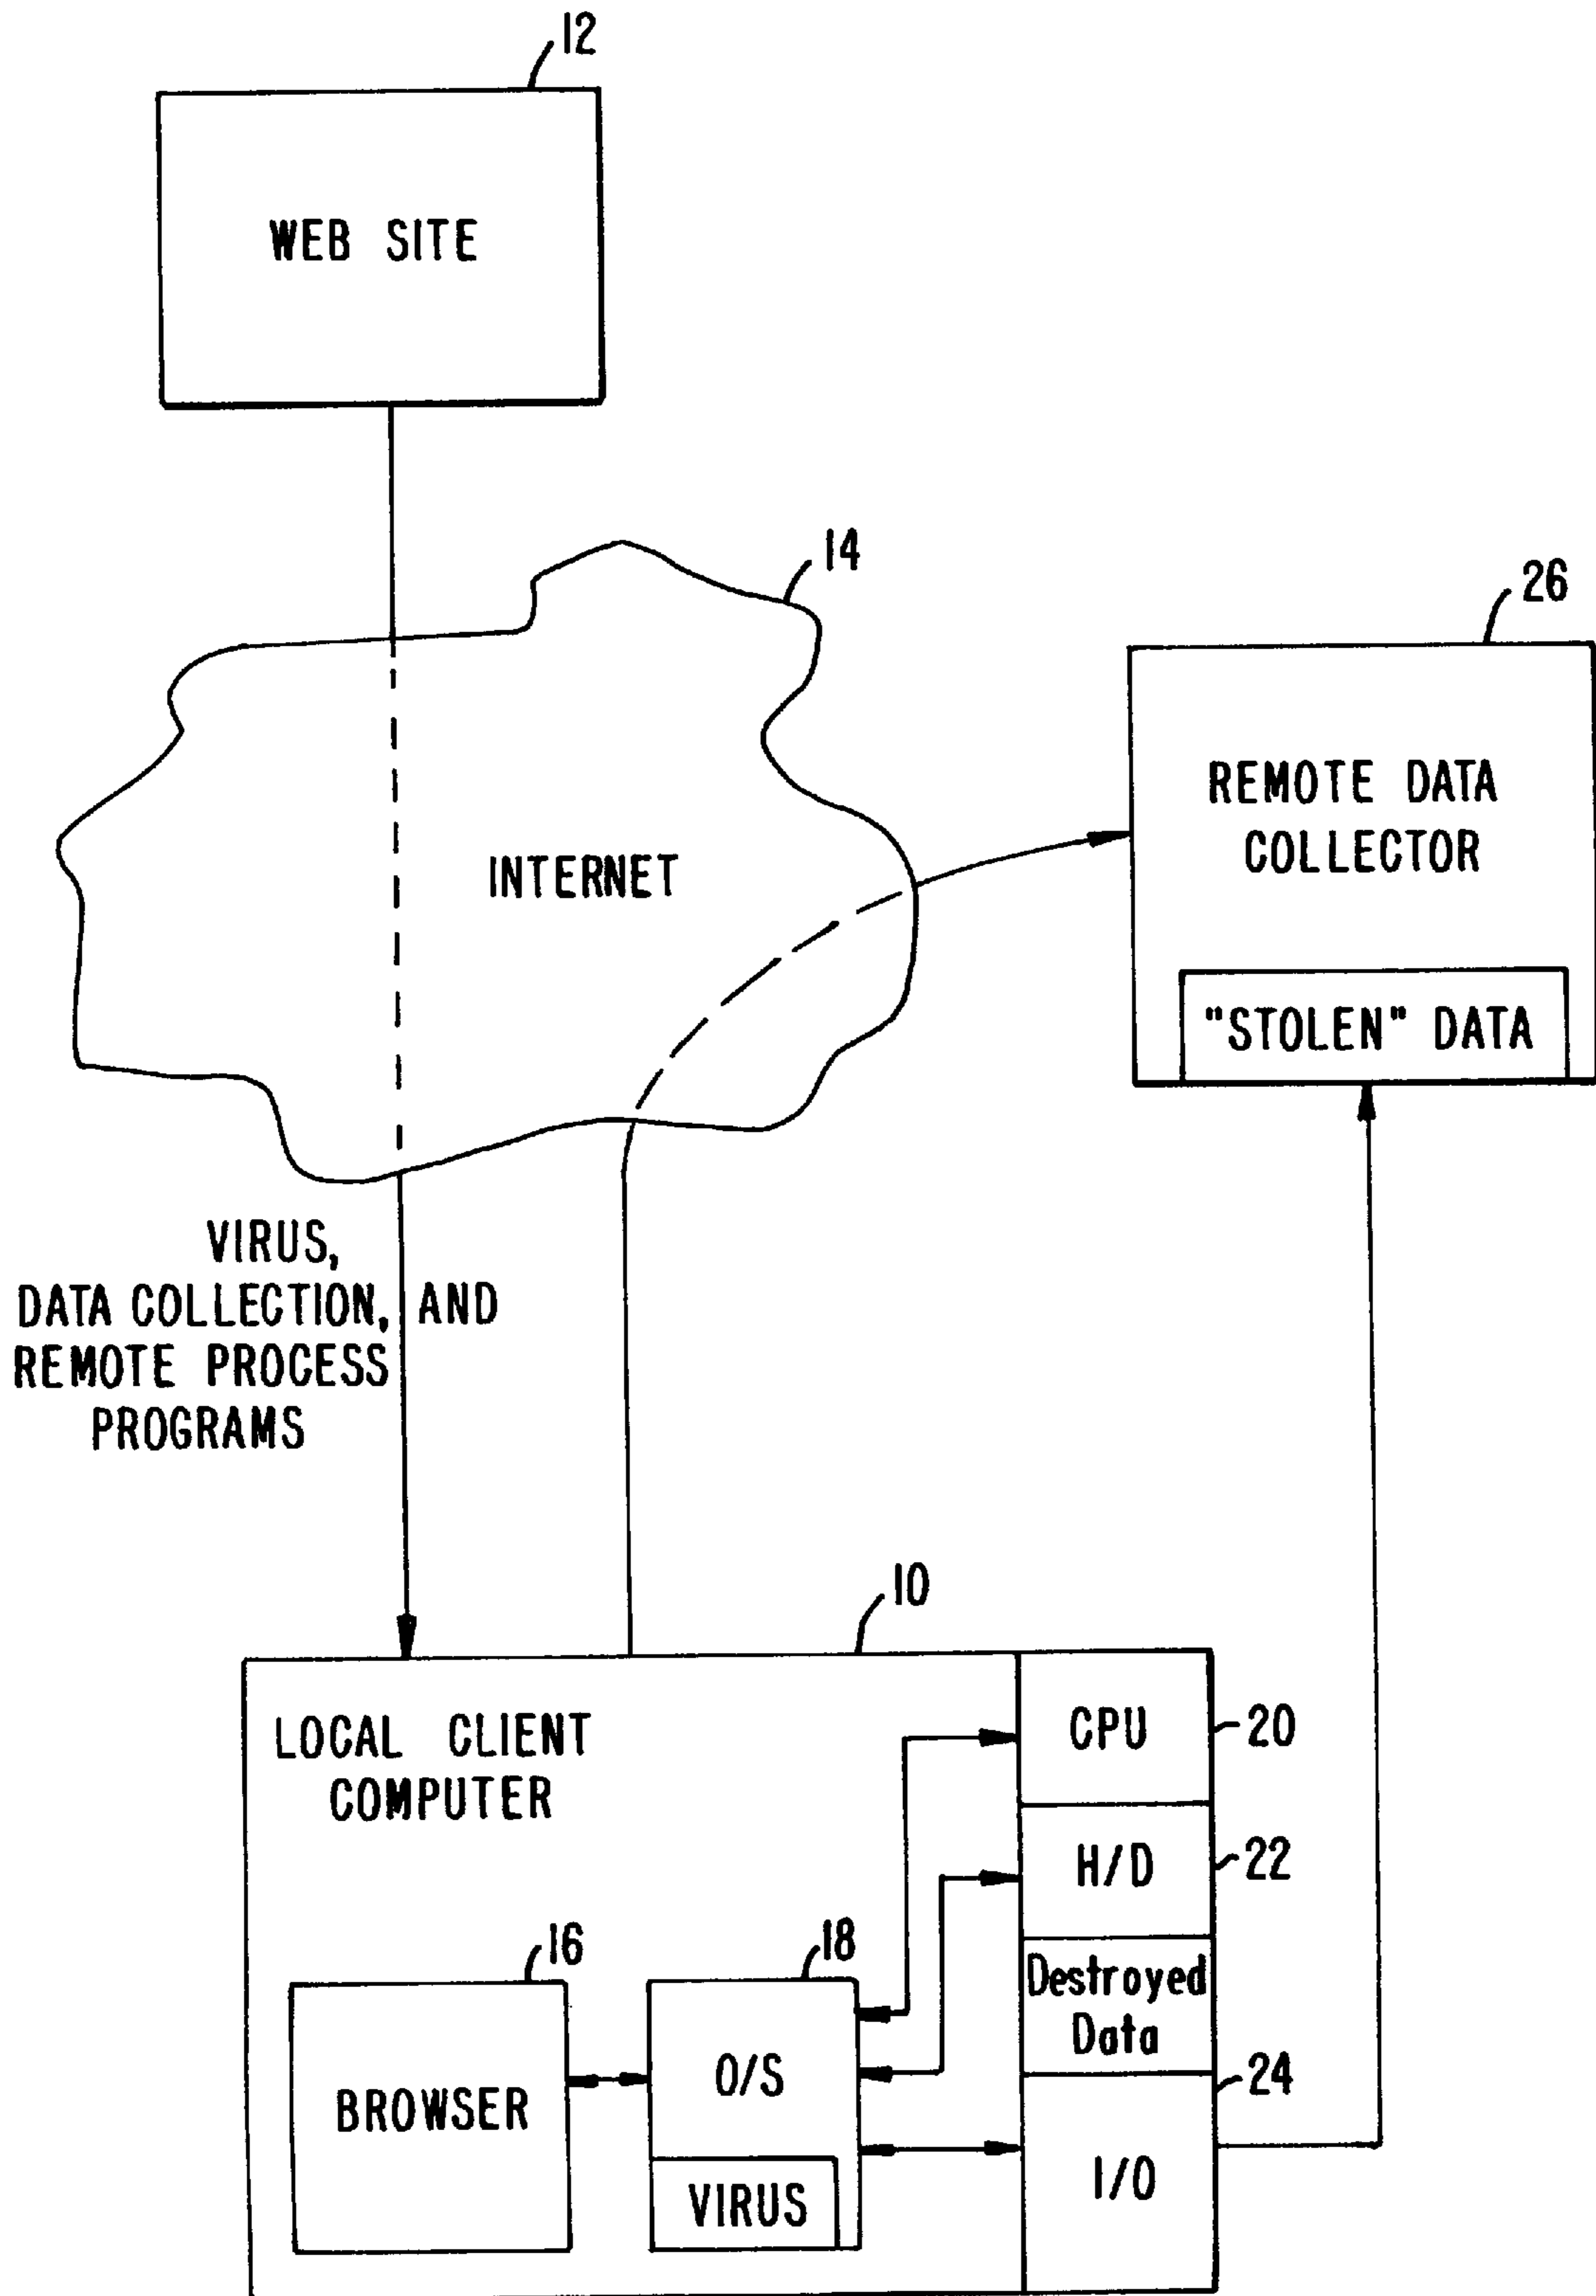 12
WEB SITE
14
26
INTERNET
REMOTE DATA
COLLECTOR
"STOLEN" DATA
VIRUS,
DATA COLLECTION, AND
REMOTE PROCESS
PROGRAMS
10
LOCAL CLIENT
COMPUTER
CPU
20
H/D
22
Destroyed
Data
24
I/O
16
BROWSER
18
O/S
VIRUS